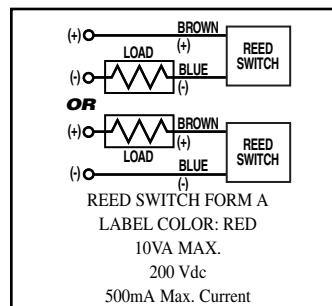 (+) BROWN
(+)
LOAD
REED
SWITCH
(-) BLUE
(-)
OR
(+) BROWN
(+)
LOAD
REED
SWITCH
BLUE
(-)
(-)
REED SWITCH FORM A
LABEL COLOR: RED
10VA MAX.
200 Vdc
500mA Max. Current